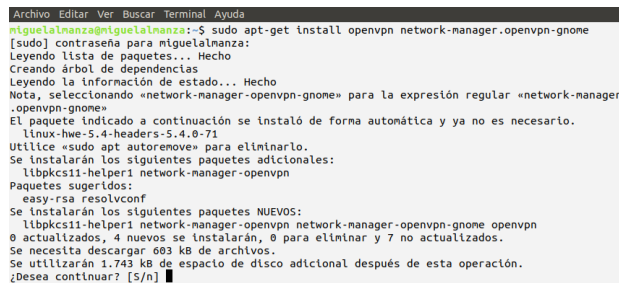 Archivo Editar Ver Buscar Terminal Ayuda
miguelalmanza@miguelalmanza:~$ sudo apt-get install openvpn network-manager.openvpn-gnome
[sudo] contraseña para miguelalmanza:
Leyendo lista de paquetes... Hecho
Creando árbol de dependencias
Leyendo la información de estado... Hecho
Nota, seleccionando «network-manager-openvpn-gnome» para la expresión regular «network-manager
.openvpn-gnome»
El paquete indicado a continuación se instaló de forma automática y ya no es necesario.
linux-hwe-5.4-headers-5.4.0-71
Utilice «sudo apt autoremove» para eliminarlo.
Se instalarán los siguientes paquetes adicionales:
libpkcs11-helper1 network-manager-openvpn
Paquetes sugeridos:
easy-rsa resolvconf
Se instalarán los siguientes paquetes NUEVOS:
libpkcs11-helper1 network-manager-openvpn network-manager-openvpn-gnome openvpn
0 actualizados, 4 nuevos se instalarán, 0 para eliminar y 7 no actualizados.
Se necesita descargar 603 kB de archivos.
Se utilizarán 1.743 kB de espacio de disco adicional después de esta operación.
¿Desea continuar? [S/n]